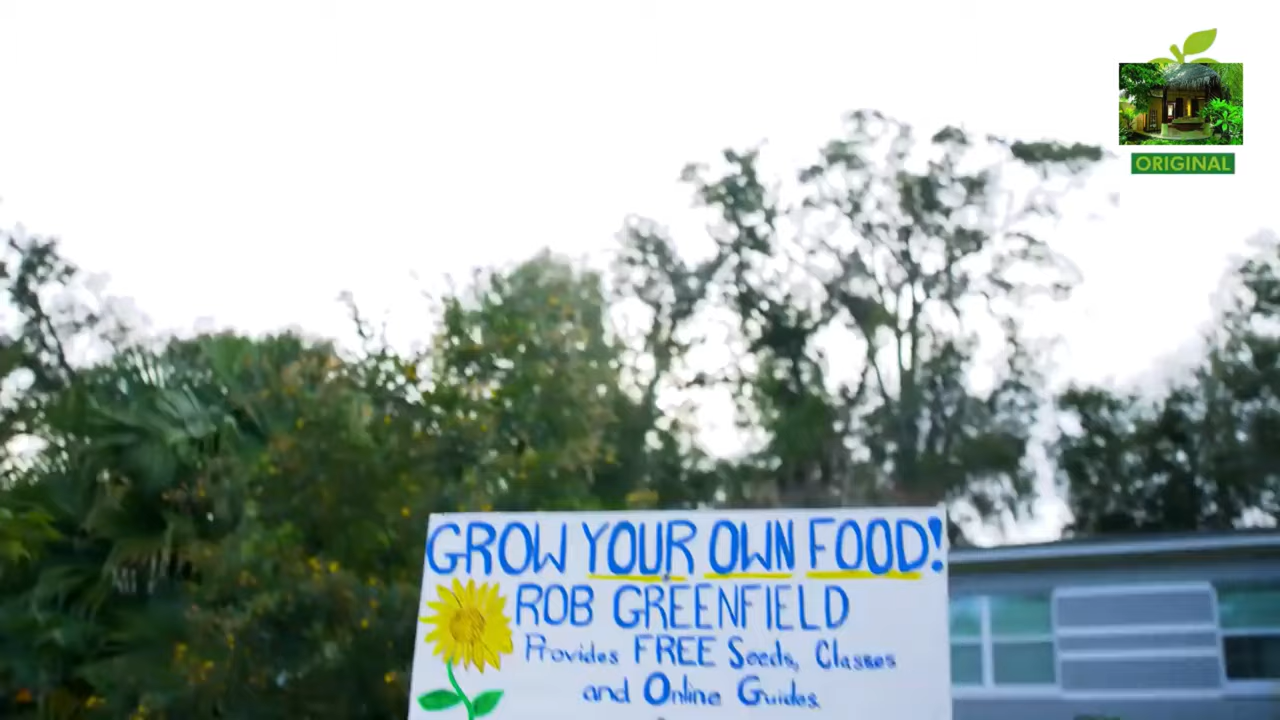 ORIGINAL
GROW YOUR OWN FOOD!
ROB GREENFIELD
Provides FREE Seeds, Classes
and Online Guides.